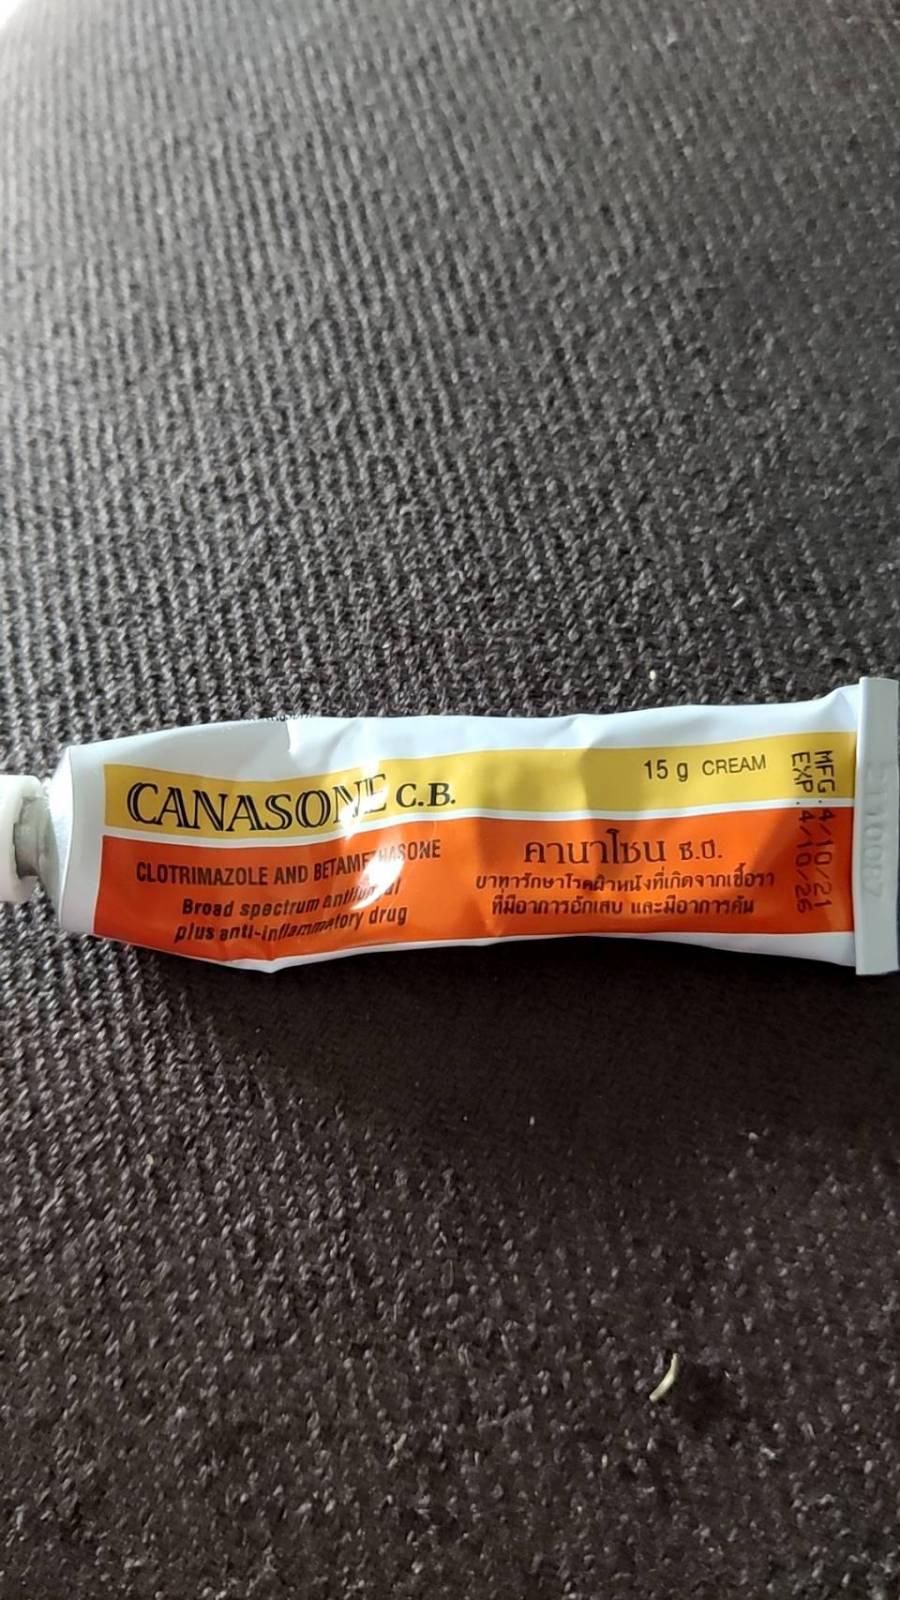 CANASONE C.B.
15 g CREAM
CLOTRIMAZOLE AND BETAMETHASONE
Broad spectrum antifungal
plus anti-inflammatory drug
คานาโซน ซี.บี.
ยาทารักษาโรคผิวหนังที่เกิดจากเชื้อรา
ที่มีอาการอักเสบ และมีอาการคัน
MFG.4/10/21
EXP.4/10/26